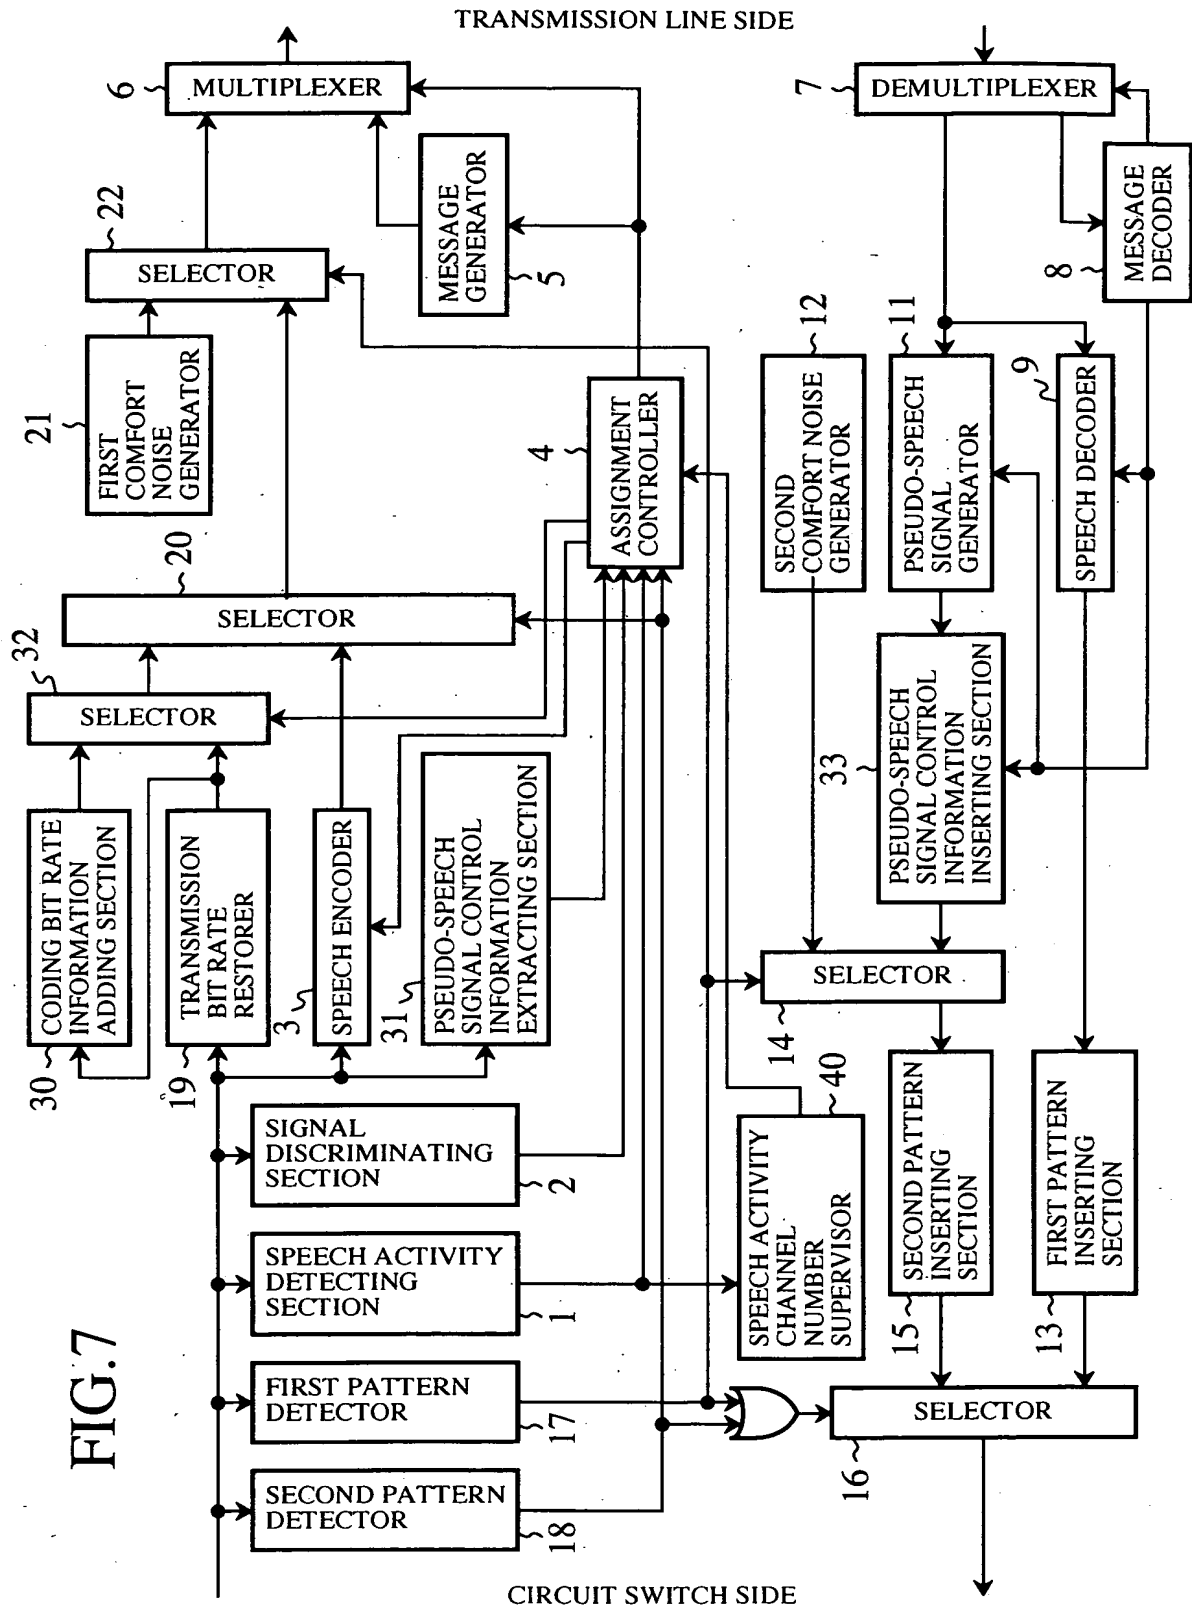 TRANSMISSION LINE SIDE
6
MULTIPLEXER
7
DEMULTIPLEXER
22
SELECTOR
MESSAGE
GENERATOR
5
MESSAGE
DECODER
8
21
FIRST
COMFORT
NOISE
GENERATOR
ASSIGNMENT
CONTROLLER
4
12
SECOND
COMFORT NOISE
GENERATOR
11
PSEUDO-SPEECH
SIGNAL
GENERATOR
9
SPEECH DECODER
20
SELECTOR
32
SELECTOR
33
PSEUDO-SPEECH
SIGNAL CONTROL
INFORMATION
INSERTING SECTION
30
CODING BIT RATE
INFORMATION
ADDING SECTION
19
TRANSMISSION
BIT RATE
RESTORER
3
SPEECH ENCODER
31
PSEUDO-SPEECH
SIGNAL CONTROL
INFORMATION
EXTRACTING SECTION
SELECTOR
14
SIGNAL
DISCRIMINATING
SECTION
2
SPEECH ACTIVITY
DETECTING
SECTION
1
40
SPEECH ACTIVITY
CHANNEL
NUMBER
SUPERVISOR
15
SECOND PATTERN
INSERTING
SECTION
13
FIRST PATTERN
INSERTING
SECTION
FIG.7
FIRST PATTERN
DETECTOR
17
SECOND PATTERN
DETECTOR
18
SELECTOR
16
CIRCUIT SWITCH SIDE